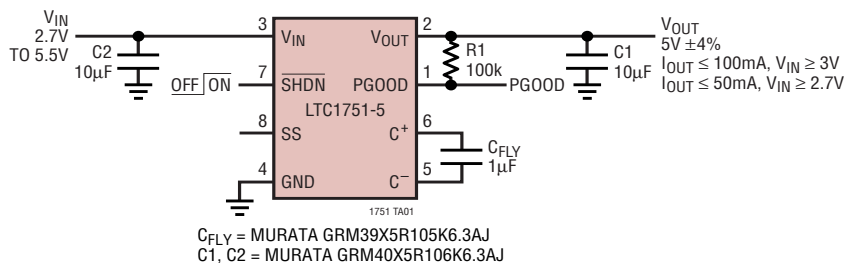 VIN
2.7V
TO 5.5V
C2
10µF
OFF ON
3
VIN
7
SHDN
8
SS
4
GND
LTC1751-5
2
VOUT
1
PGOOD
6
C+
5
C–
R1
100k
PGOOD
CFLY
1µF
C1
10µF
VOUT
5V ±4%
IOUT ≤ 100mA, VIN ≥ 3V
IOUT ≤ 50mA, VIN ≥ 2.7V
1751 TA01
CFLY = MURATA GRM39X5R105K6.3AJ
C1, C2 = MURATA GRM40X5R106K6.3AJ